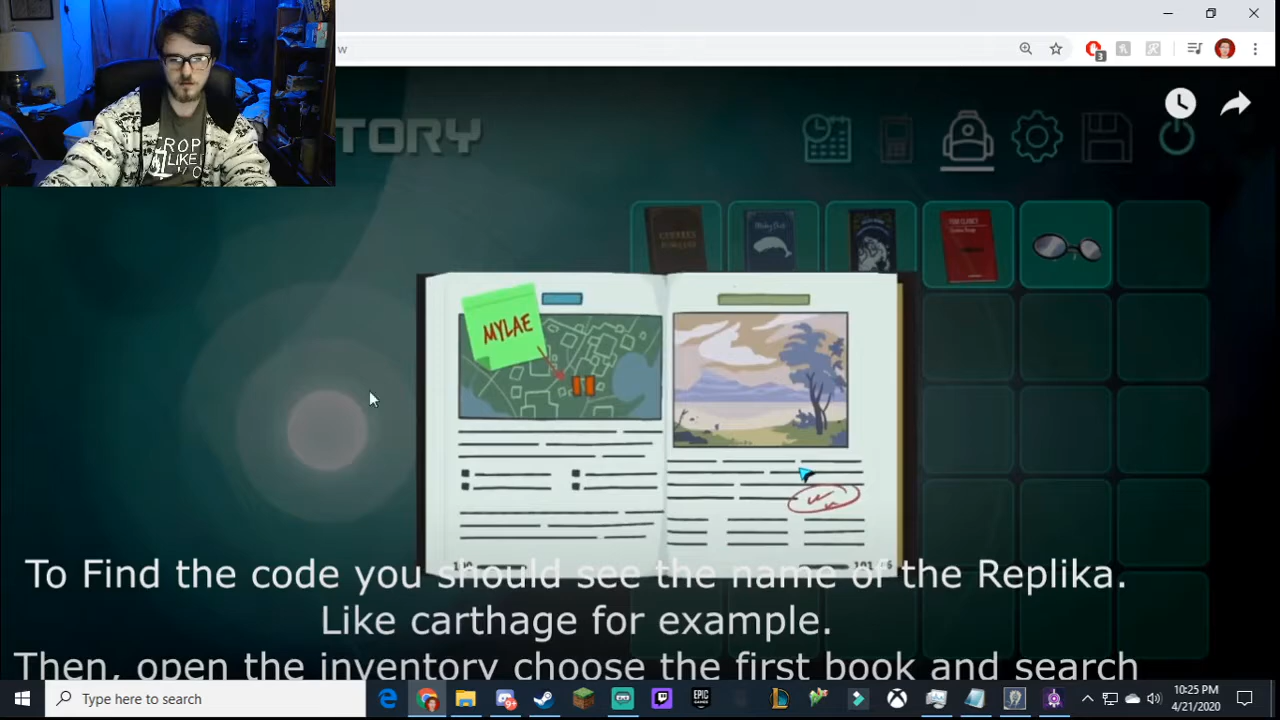 w
3
TORY
MYLAE
To Find the code you should see the name of the Replika.
Like carthage for example.
Then, open the inventory choose the first book and search
Type here to search
10:25 PM
4/21/2020